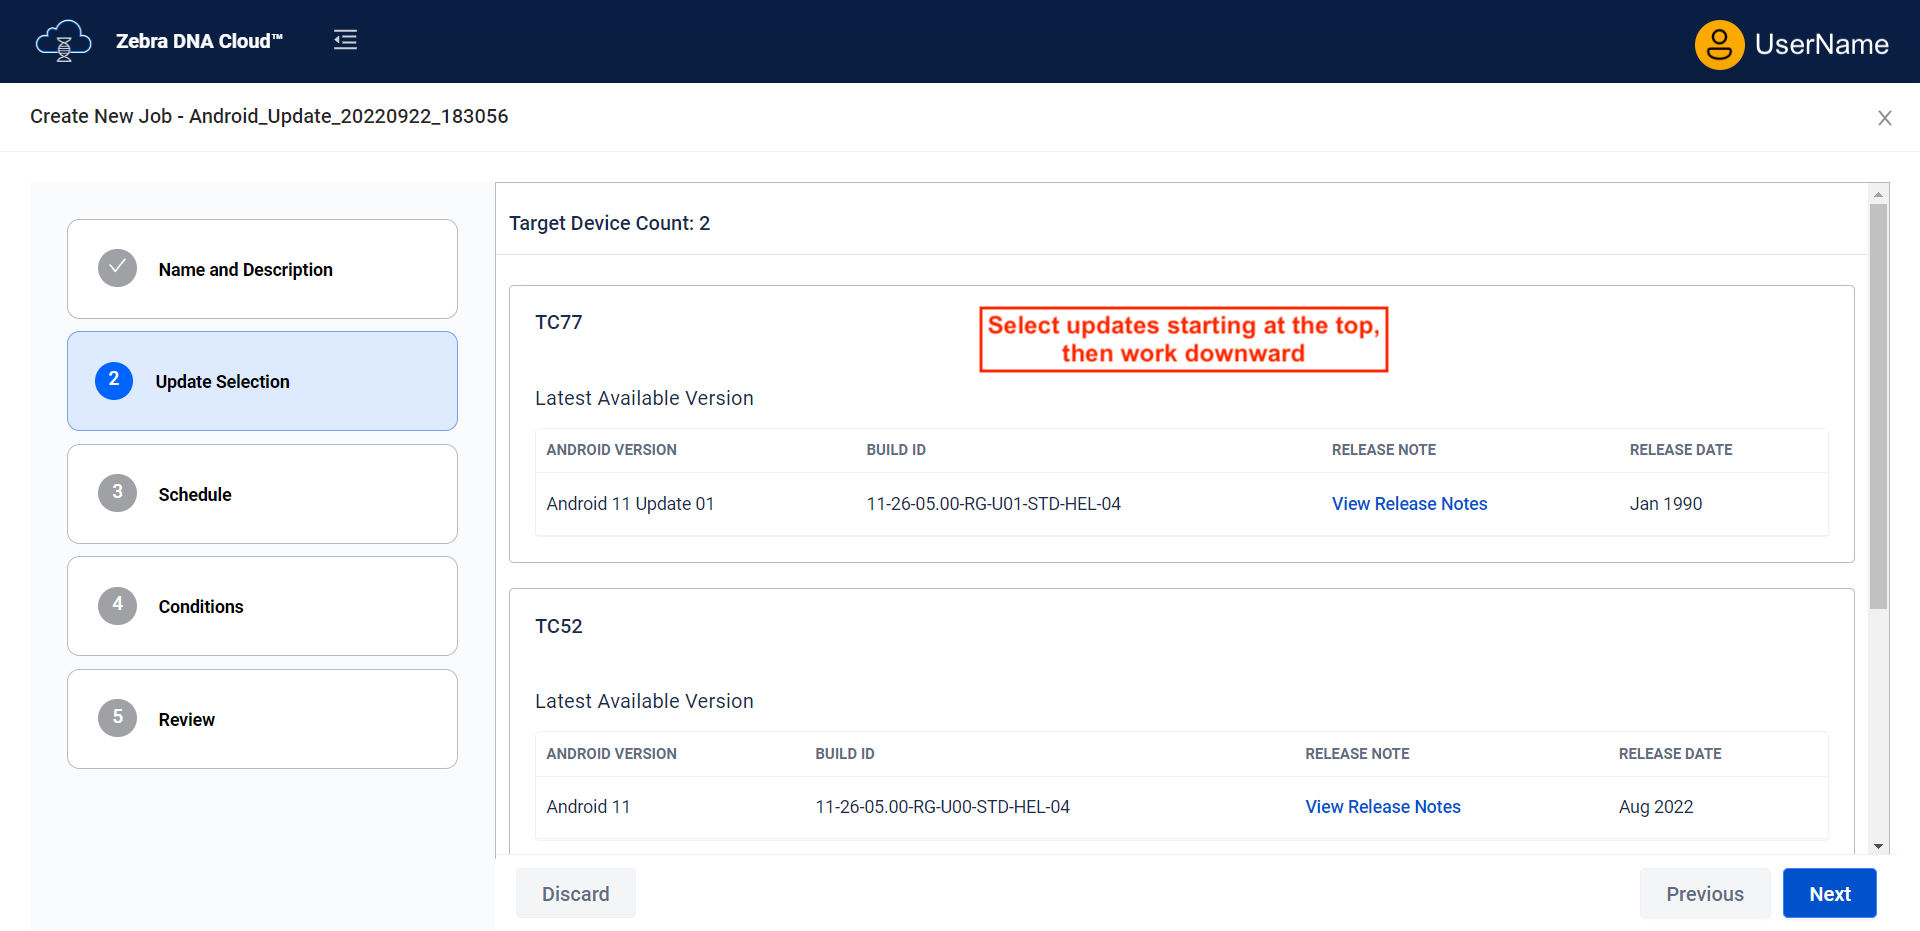 Zebra DNA Cloud™
UserName
Create New Job - Android_Update_20220922_183056
Name and Description
2 Update Selection
3 Schedule
4 Conditions
5 Review
Target Device Count: 2
TC77
Select updates starting at the top,
then work downward
Latest Available Version
ANDROID VERSION BUILD ID RELEASE NOTE RELEASE DATE
Android 11 Update 01 11-26-05.00-RG-U01-STD-HEL-04 View Release Notes Jan 1990
TC52
Latest Available Version
ANDROID VERSION BUILD ID RELEASE NOTE RELEASE DATE
Android 11 11-26-05.00-RG-U00-STD-HEL-04 View Release Notes Aug 2022
Discard Previous Next